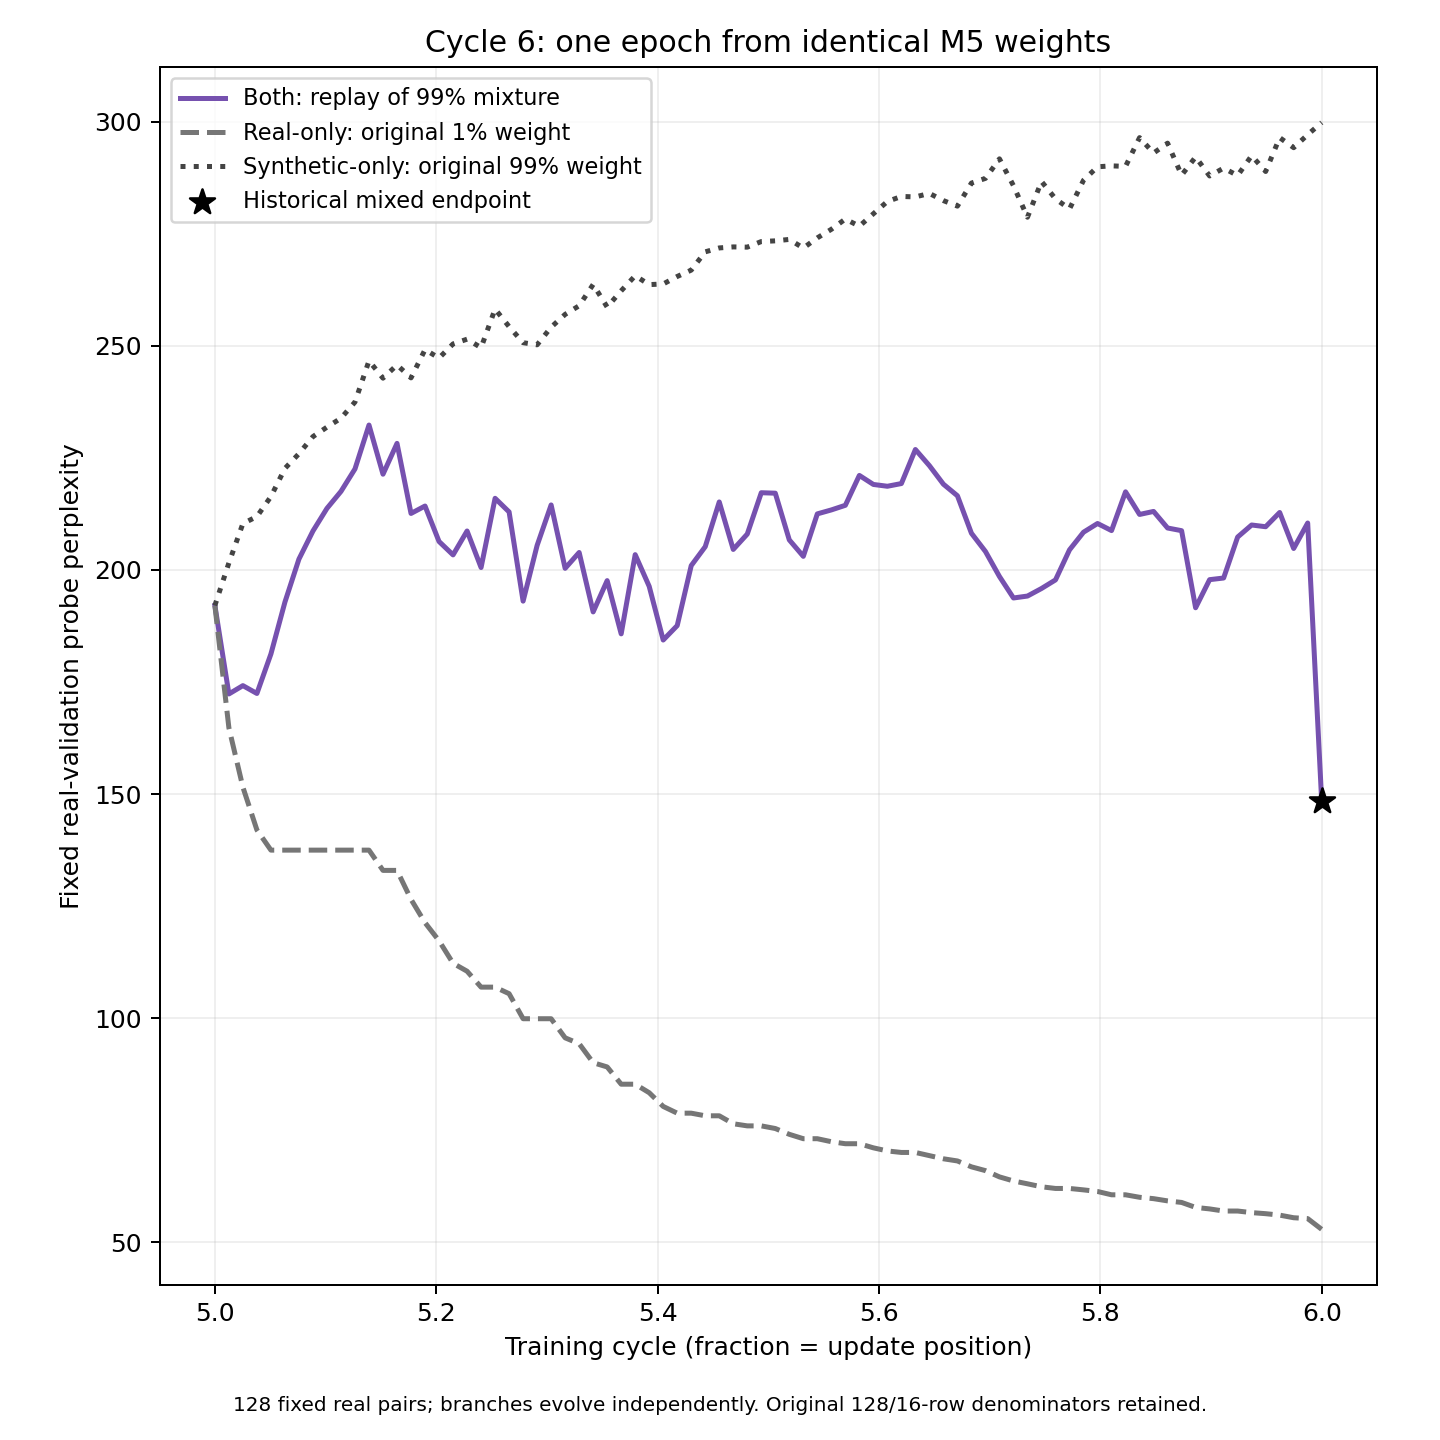 Cycle 6: one epoch from identical M5 weights
Both: replay of 99% mixture
Real-only: original 1% weight
Synthetic-only: original 99% weight
Historical mixed endpoint
Fixed real-validation probe perplexity
300
250
200
150
100
50
5.0 5.2 5.4 5.6 5.8 6.0
Training cycle (fraction = update position)
128 fixed real pairs; branches evolve independently. Original 128/16-row denominators retained.